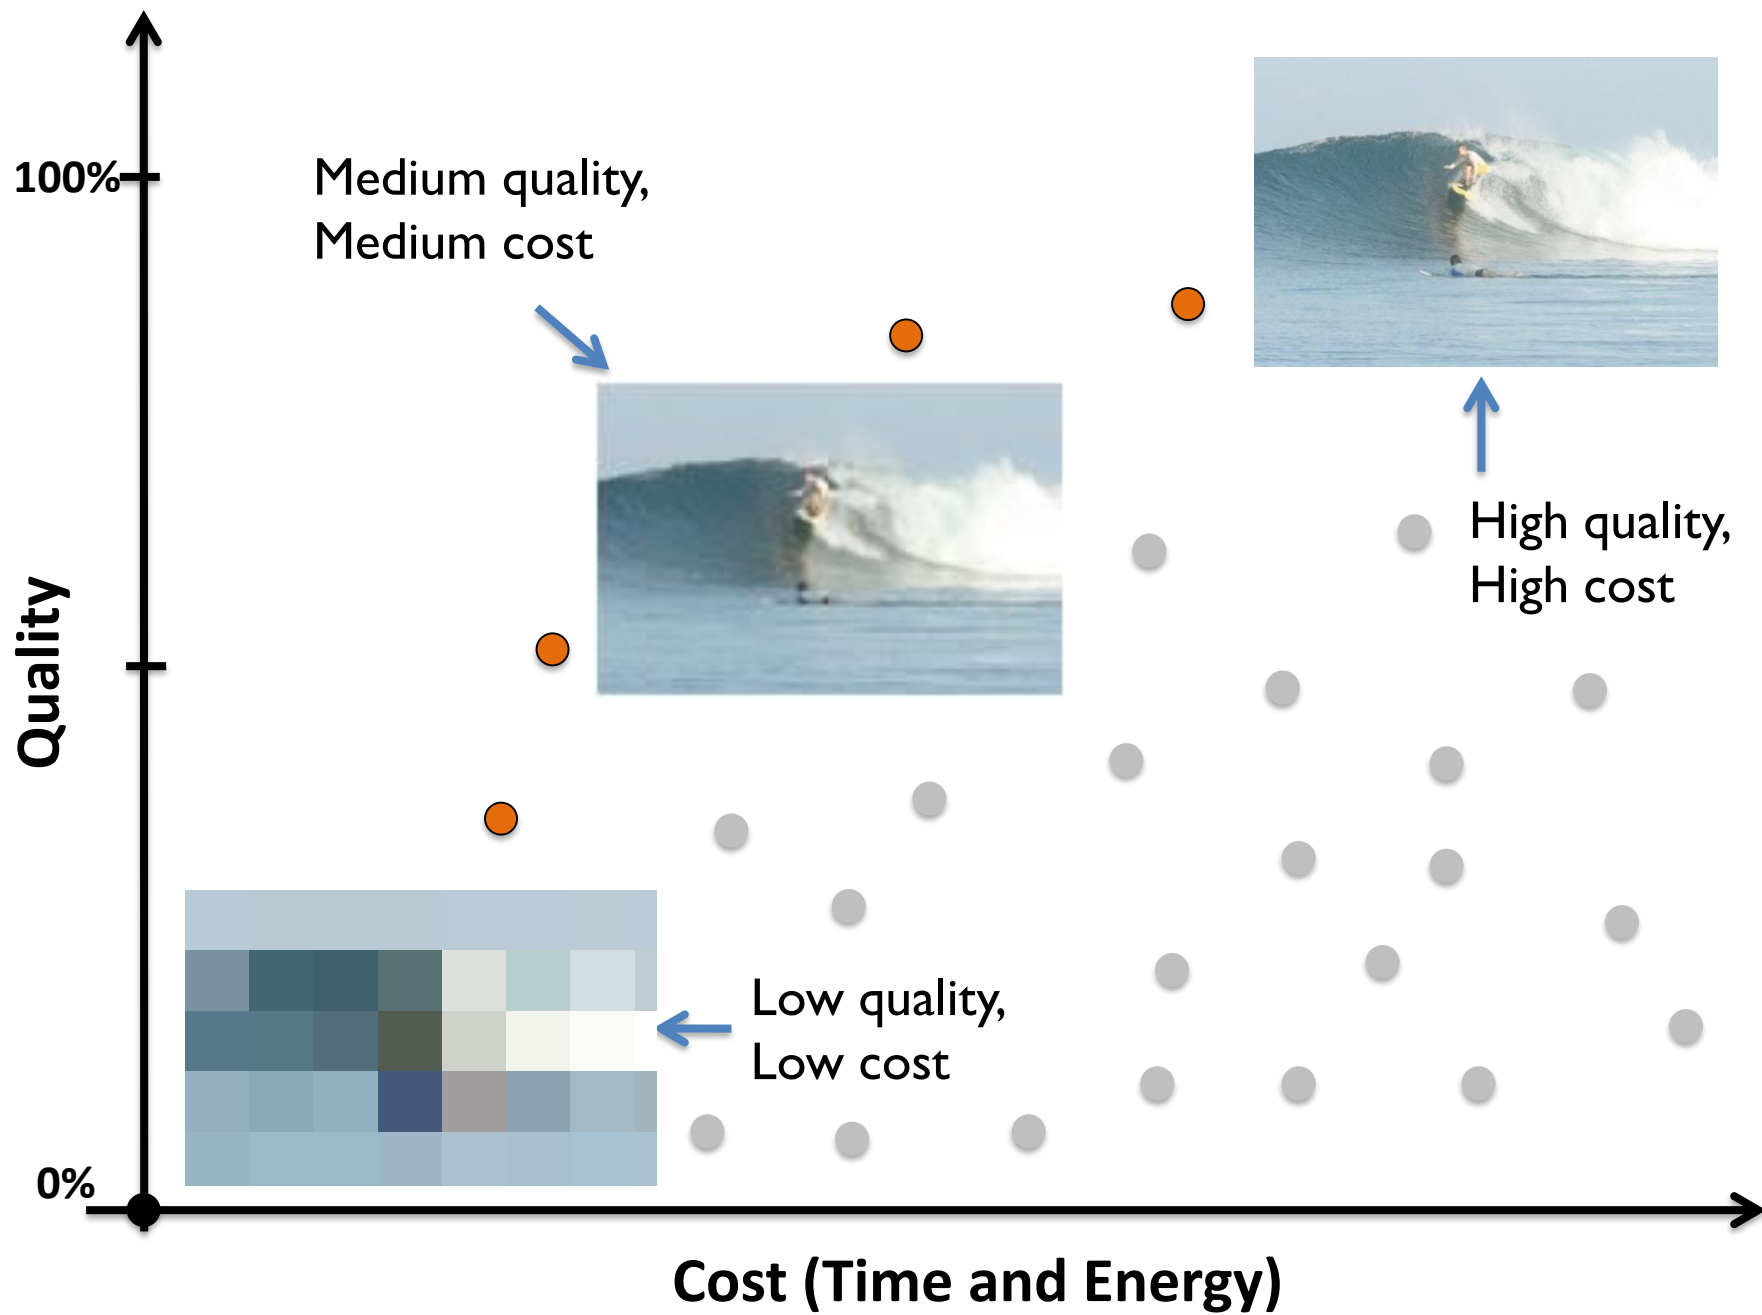 100%
Medium quality,
Medium cost
High quality,
High cost
Quality
Low quality,
Low cost
0%
Cost (Time and Energy)